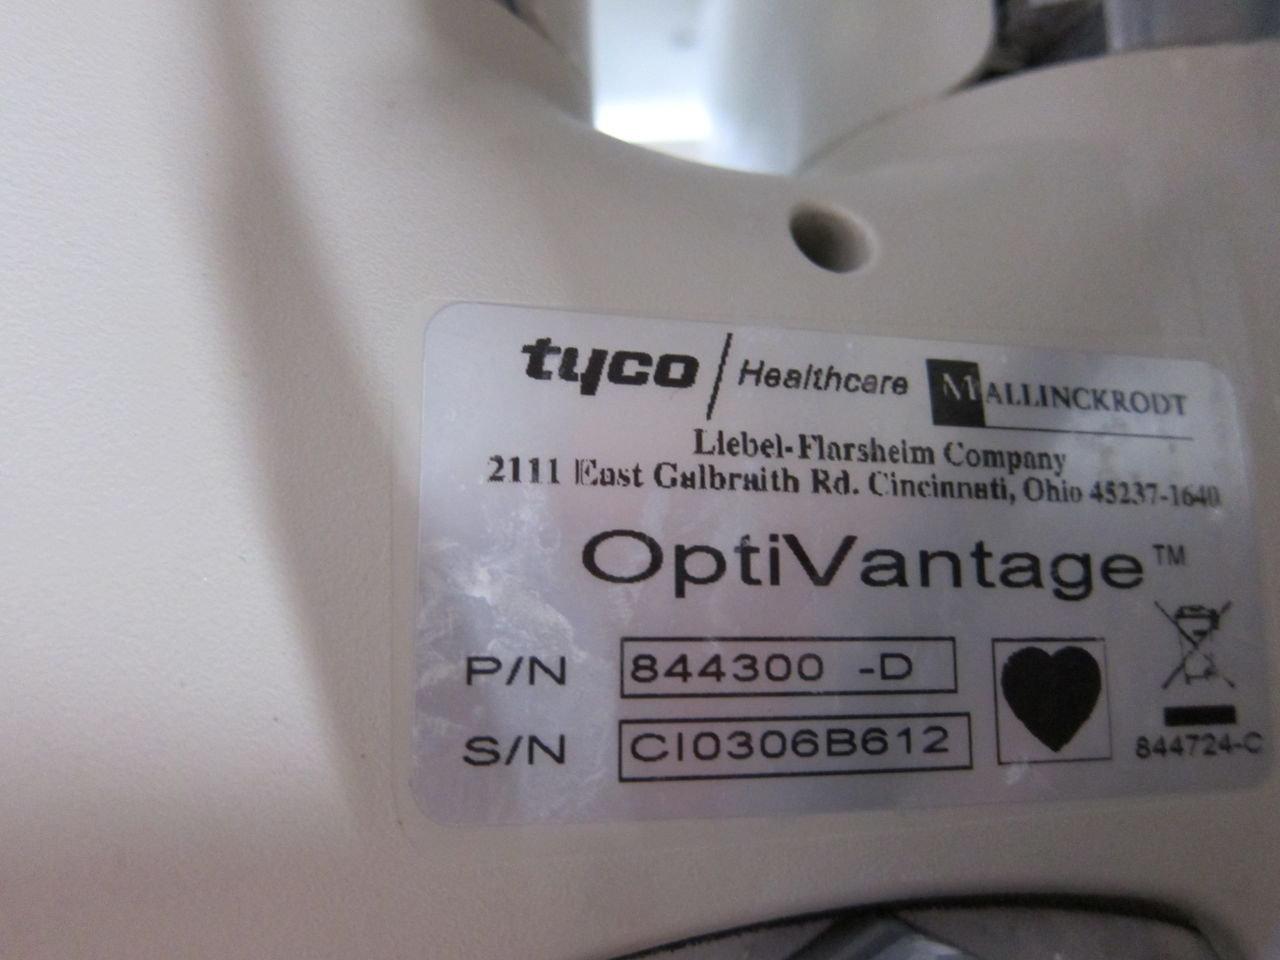 tyco / Healthcare MALLINCKRODT
Liebel-Flarsheim Company
2111 East Galbraith Rd. Cincinnati, Ohio 45237-1640
OptiVantage™
P/N 844300 -D
S/N CI0306B612
844724-C